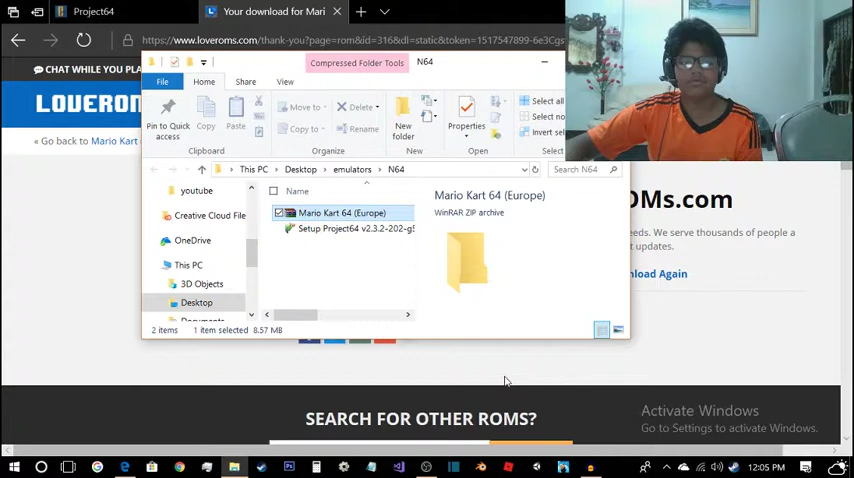 Project64
Your download for Mari
https://www.loveroms.com/thank-you?page=rom&id=316&dl=static&token=1517547899-6e3Cgs
CHAT WHILE YOU PLA
LOVEROM
« Go back to Mario Kart
Compressed Folder Tools
N64
File
Home
Share
View
Pin to Quick access
Copy
Paste
Clipboard
Move to
Copy to
Delete
Rename
Organize
New folder
New
Properties
Open
Select all
Select no
Invert sel
This PC > Desktop > emulators > N64
Search N64
youtube
Creative Cloud File
OneDrive
This PC
3D Objects
Desktop
Documents
Name
Mario Kart 64 (Europe)
Setup Project64 v2.3.2-202-g5
Mario Kart 64 (Europe)
WinRAR ZIP archive
2 items
1 item selected 8.57 MB
OMs.com
eeds. We serve thousands of people a
t updates.
nload Again
SEARCH FOR OTHER ROMS?
Activate Windows
Go to Settings to activate Windows.
12:05 PM